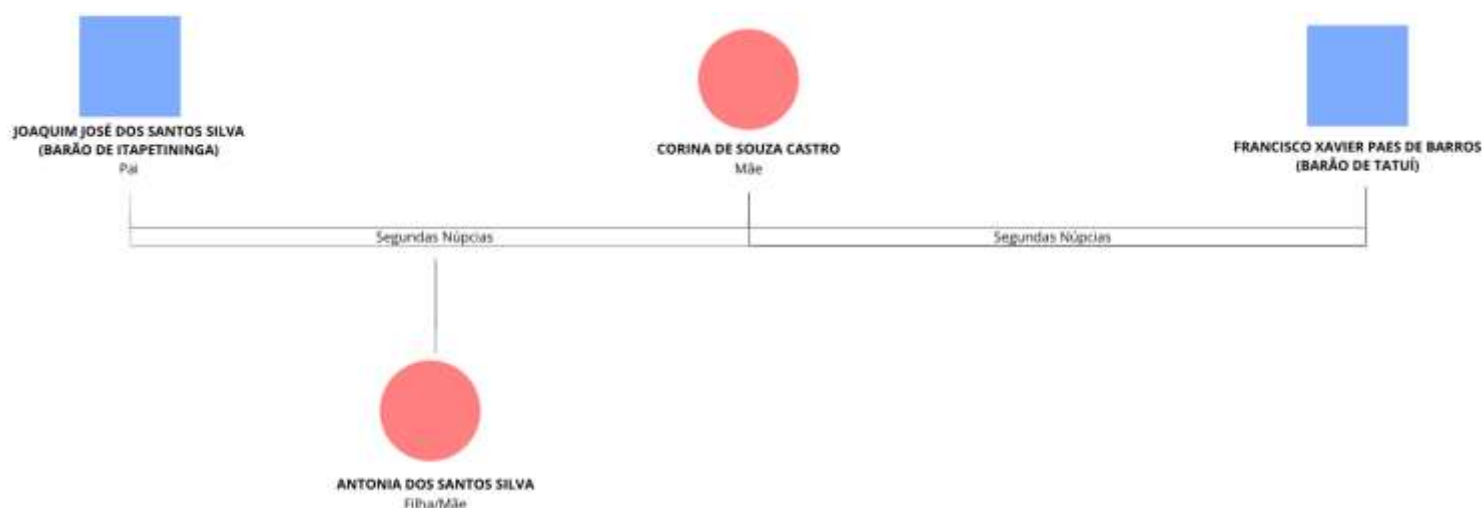 JOAQUIM JOSÉ DOS SANTOS SILVA
(BARÃO DE ITAPETININGA)
Pai
CORINA DE SOUZA CASTRO
Mãe
FRANCISCO XAVIER PAES DE BARROS
(BARÃO DE TATUÍ)
Segundas Núpcias
Segundas Núpcias
ANTONIA DOS SANTOS SILVA
Filha/Mãe